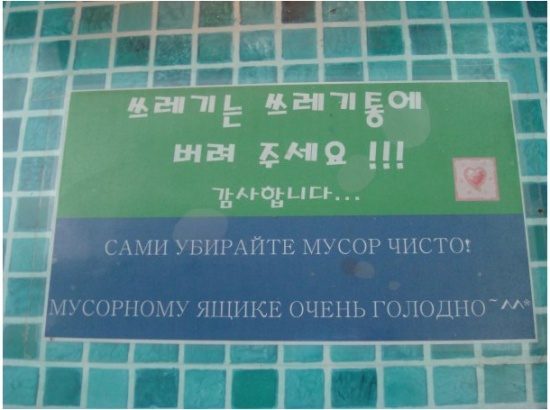 쓰레기는 쓰레기통에
버려 주세요 !!!
감사합니다...
САМИ УБИРАЙТЕ МУСОР ЧИСТО!
МУСОРНОМУ ЯЩИКЕ ОЧЕНЬ ГОЛОДНО~^^*